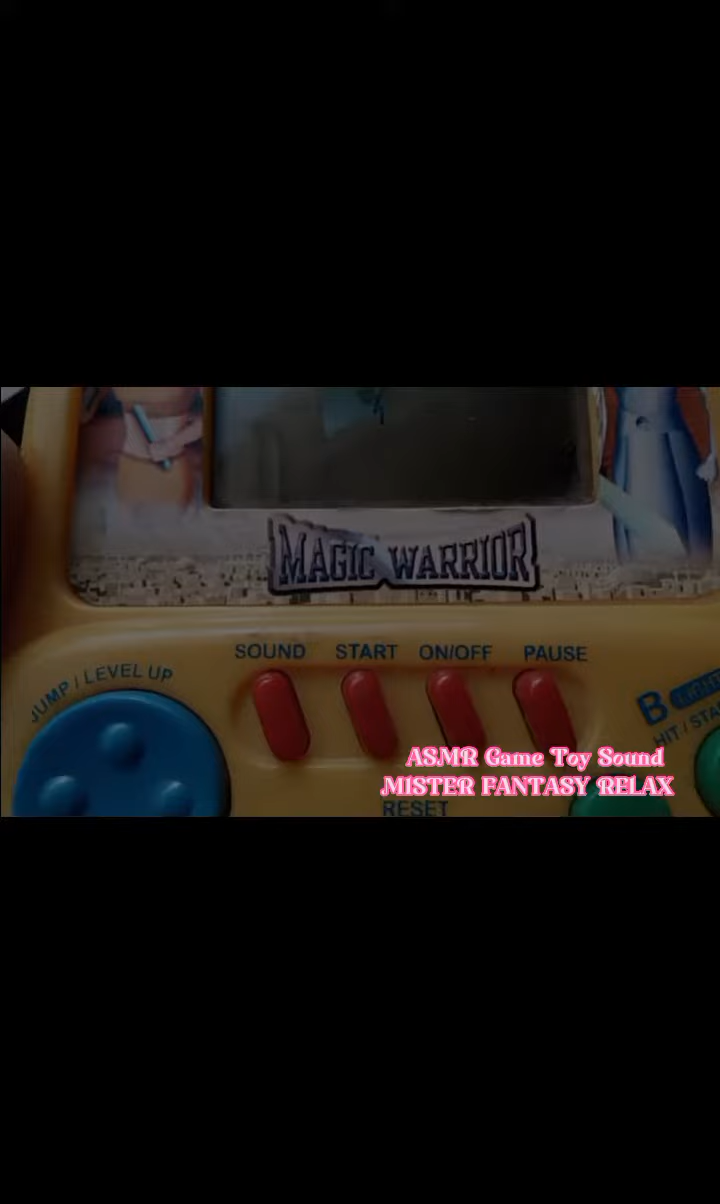 MAGIC WARRIOR
SOUND START ON/OFF PAUSE
JUMP / LEVEL UP
B
HIT / STA
ASMR Game Toy Sound
MISTER FANTASY RELAX
RESET